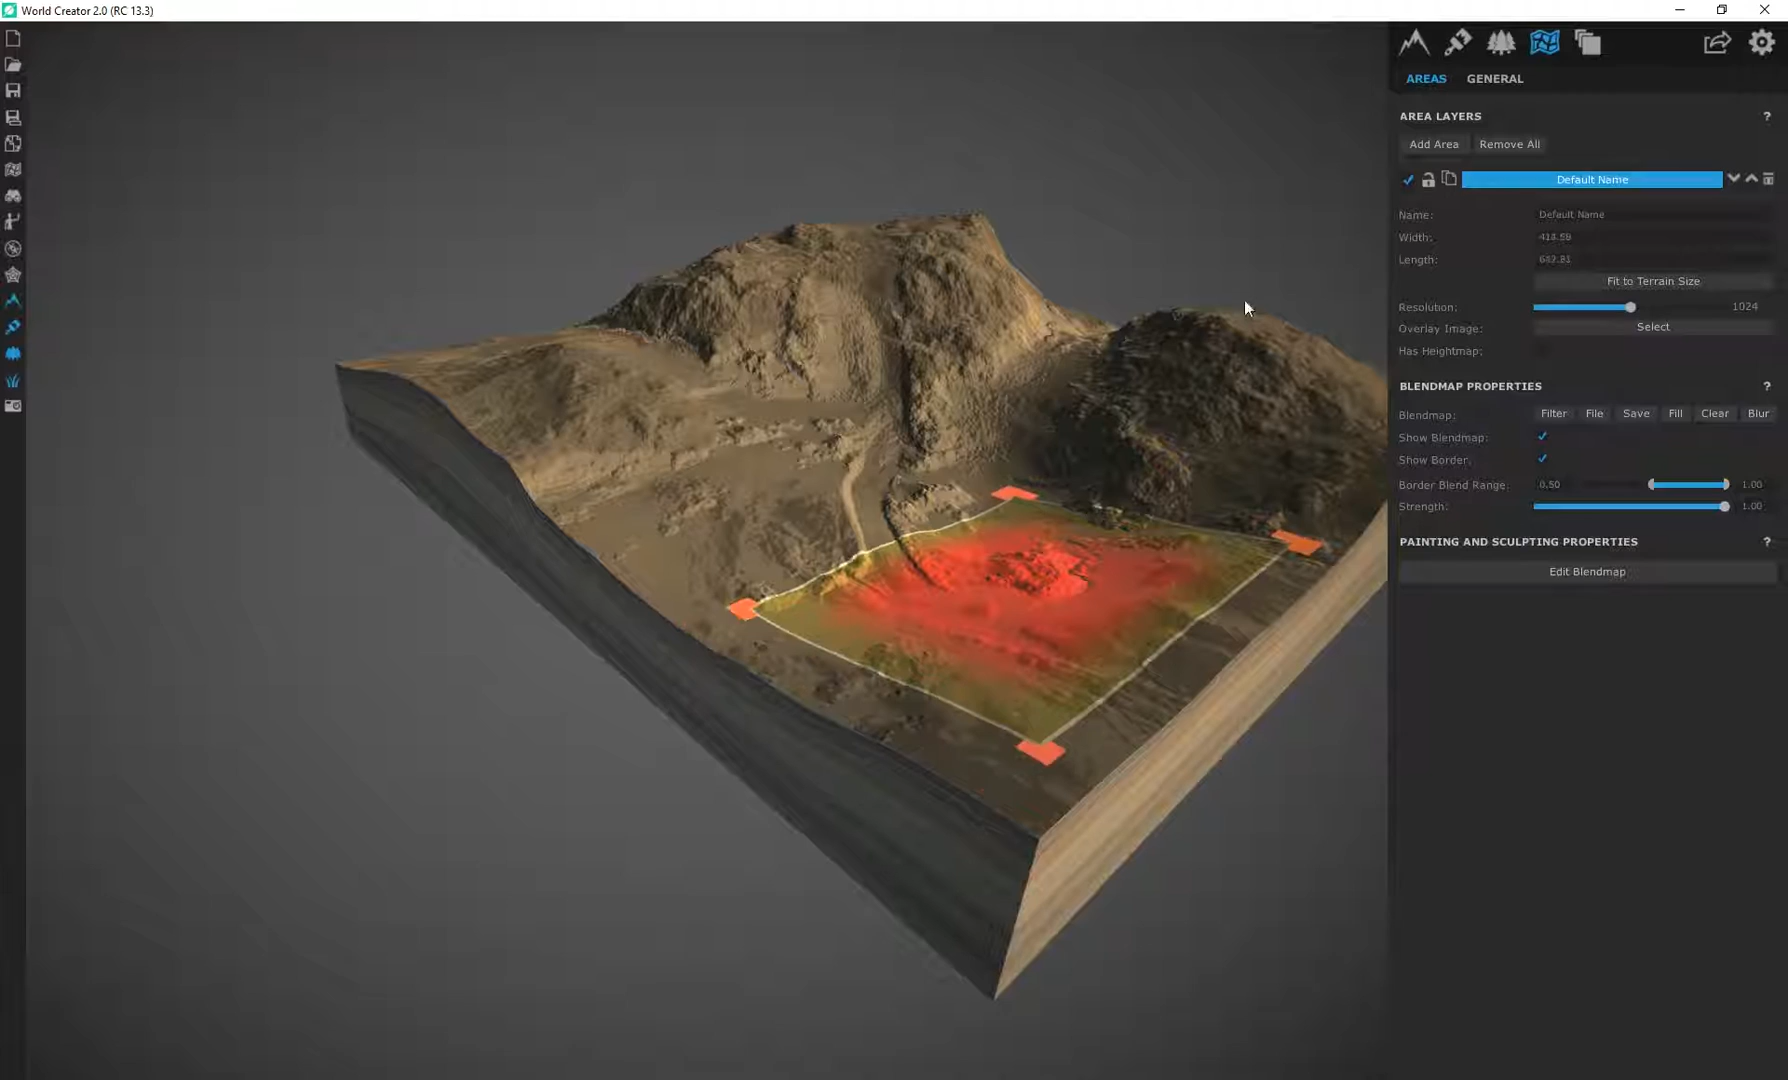 World Creator 2.0 (RC 13.3)
AREAS GENERAL
AREA LAYERS ?
Add Area Remove All
Default Name
Name: Default Name
Width: 413.59
Length:
Fit to Terrain Size
Resolution: 1024
Overlay Image: Select
Has Heightmap:
BLENDMAP PROPERTIES ?
Blendmap: Filter File Save Fill Clear Blur
Show Blendmap:
Show Border:
Border Blend Range: 0.50 1.00
Strength: 1.00
PAINTING AND SCULPTING PROPERTIES ?
Edit Blendmap